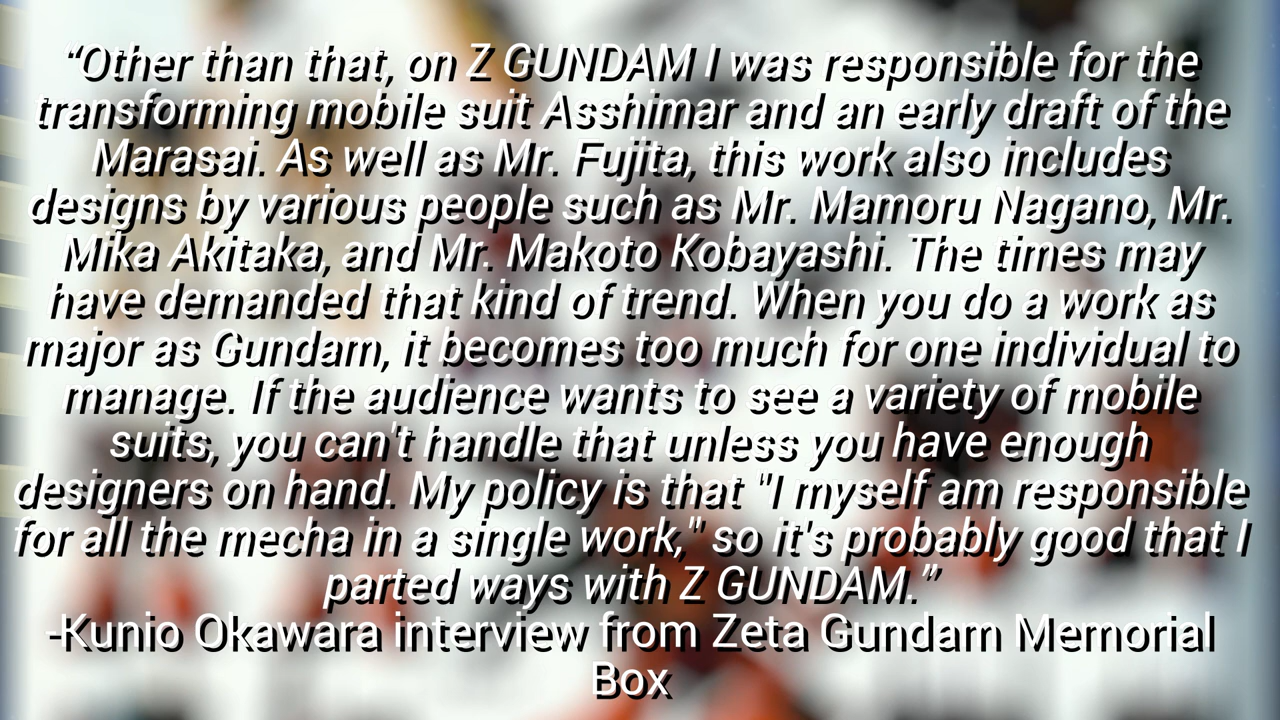 “Other than that, on Z GUNDAM I was responsible for the
transforming mobile suit Asshimar and an early draft of the
Marasai. As well as Mr. Fujita, this work also includes
designs by various people such as Mr. Mamoru Nagano, Mr.
Mika Akitaka, and Mr. Makoto Kobayashi. The times may
have demanded that kind of trend. When you do a work as
major as Gundam, it becomes too much for one individual to
manage. If the audience wants to see a variety of mobile
suits, you can't handle that unless you have enough
designers on hand. My policy is that "I myself am responsible
for all the mecha in a single work," so it's probably good that I
parted ways with Z GUNDAM.”
-Kunio Okawara interview from Zeta Gundam Memorial
Box